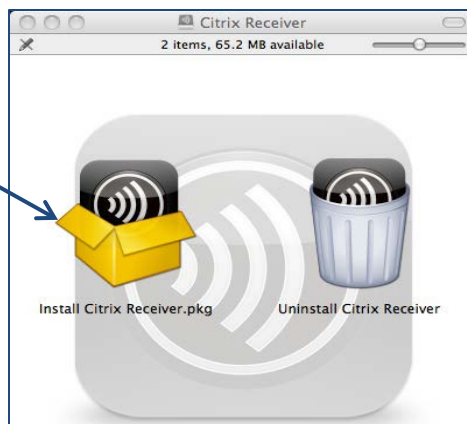 Citrix Receiver
2 items, 65.2 MB available
Install Citrix Receiver.pkg
Uninstall Citrix Receiver